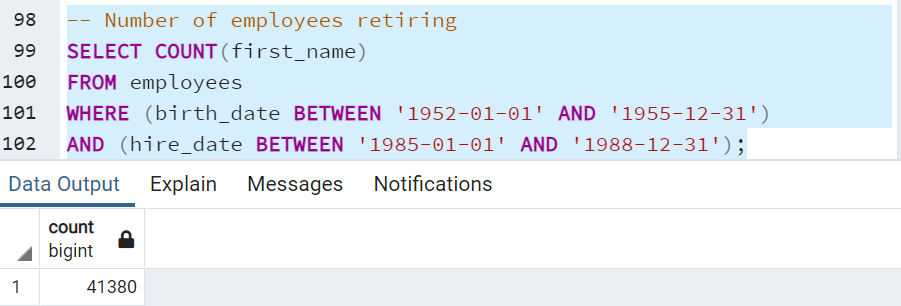 98 -- Number of employees retiring
99 SELECT COUNT(first_name)
100 FROM employees
101 WHERE (birth_date BETWEEN '1952-01-01' AND '1955-12-31')
102 AND (hire_date BETWEEN '1985-01-01' AND '1988-12-31');
Data Output Explain Messages Notifications
count
bigint
1 41380